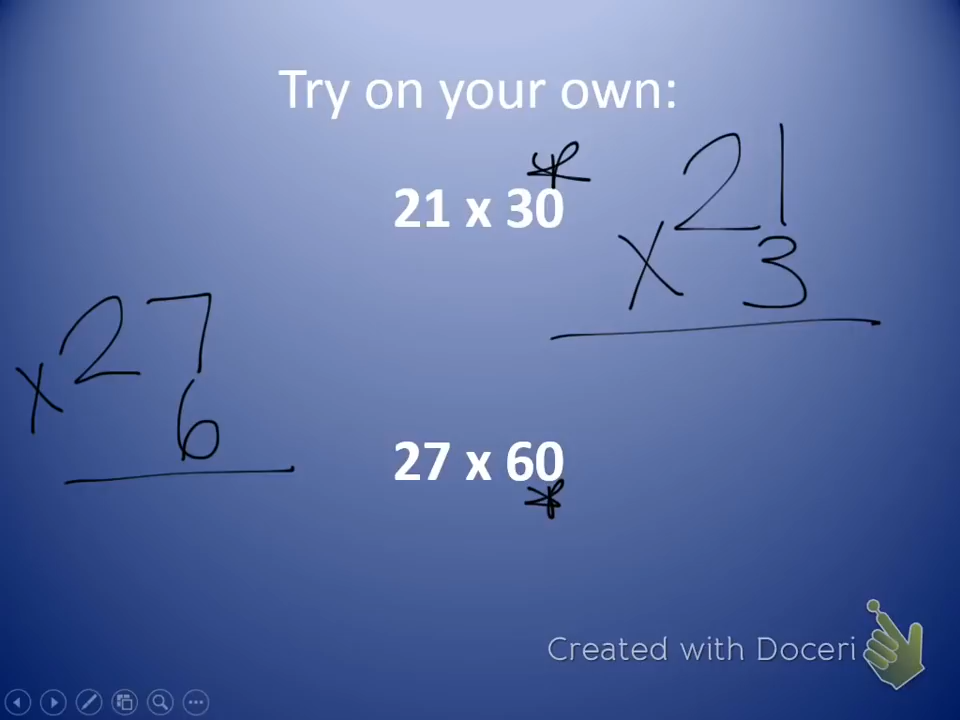 Try on your own:
21 x 30
21
x 3
27
x 6
27 x 60
Created with Doceri